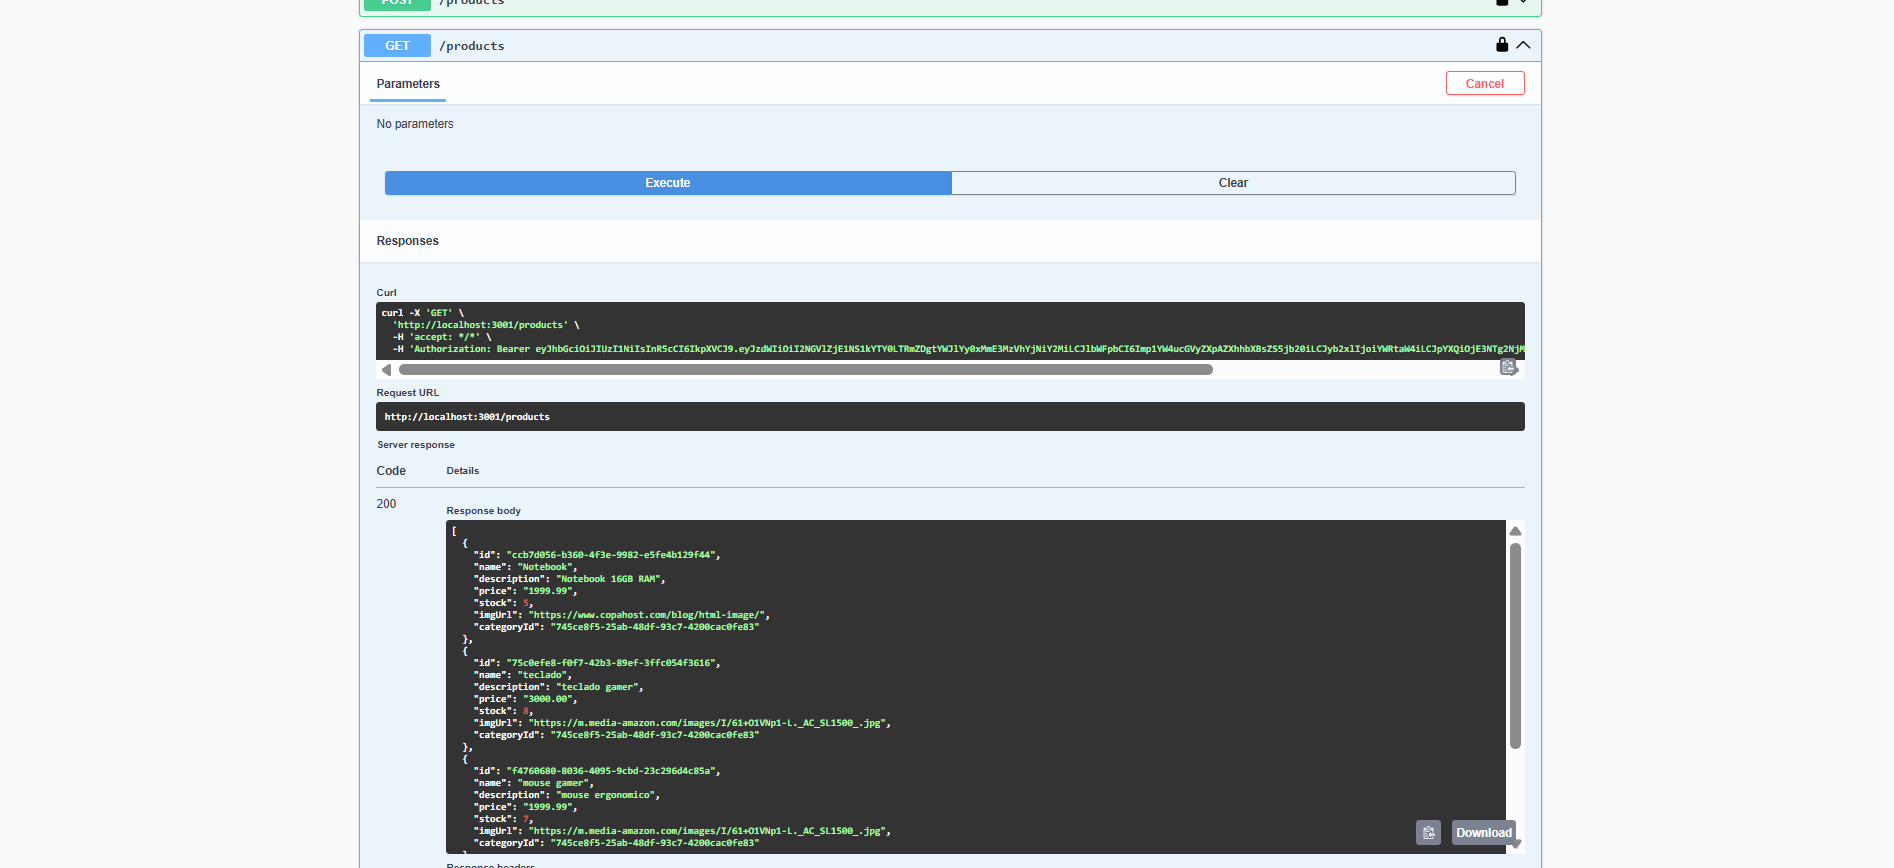 POST /products
GET /products
Parameters
Cancel
No parameters
Execute
Clear
Responses
Curl
curl -X 'GET' \
'http://localhost:3001/products' \
-H 'accept: */*' \
-H 'Authorization: Bearer
Request URL
http://localhost:3001/products
Server response
Code Details
200
Response body
[
{
"id": "ccb7d056-b360-4f3e-9982-e5fe4b129f44",
"name": "Notebook",
"description": "Notebook 16GB RAM",
"price": "1999.99",
"stock": 5,
"imgUrl": "https://www.copahost.com/blog/html-image/",
"categoryId": "745ce8f5-25ab-48df-93c7-4200cac0fe83"
},
{
"id": "75c0efe8-f0f7-42b3-89ef-3ffc054f3616",
"name": "teclado",
"description": "teclado gamer",
"price": "3000.00",
"stock": 8,
"imgUrl": "https://m.media-amazon.com/images/I/61+O1VNp1-L._AC_SL1500_.jpg",
"categoryId": "745ce8f5-25ab-48df-93c7-4200cac0fe83"
},
{
"id": "f4760680-8036-4095-9cbd-23c296d4c85a",
"name": "mouse gamer",
"description": "mouse ergonomico",
"price": "1999.99",
"stock": 7,
"imgUrl": "https://m.media-amazon.com/images/I/61+O1VNp1-L._AC_SL1500_.jpg",
"categoryId": "745ce8f5-25ab-48df-93c7-4200cac0fe83"
Download
Response headers